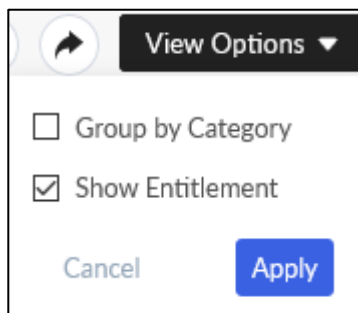 View Options
Group by Category
Show Entitlement
Cancel Apply